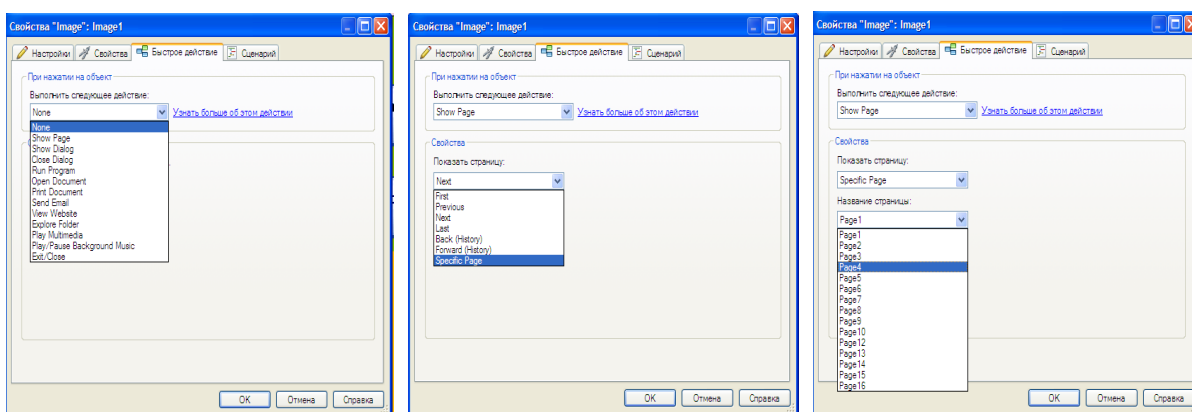 Свойства "Image": Image1
Настройки Свойства Быстрое действие Сценарий
При нажатии на объект
Выполнить следующее действие:
None Узнать больше об этом действии
None
Show Page
Show Dialog
Close Dialog
Run Program
Open Document
Print Document
Send Email
View Website
Explore Folder
Play Multimedia
Play/Pause Background Music
Exit/Close
OK Отмена Справка
Свойства "Image": Image1
Настройки Свойства Быстрое действие Сценарий
При нажатии на объект
Выполнить следующее действие:
Show Page Узнать больше об этом действии
Свойства
Показать страницу:
Next
First
Previous
Next
Last
Back (History)
Forward (History)
Specific Page
OK Отмена Справка
Свойства "Image": Image1
Настройки Свойства Быстрое действие Сценарий
При нажатии на объект
Выполнить следующее действие:
Show Page Узнать больше об этом действии
Свойства
Показать страницу:
Specific Page
Название страницы:
Page1
Page1
Page2
Page3
Page4
Page5
Page6
Page7
Page8
Page9
Page10
Page12
Page13
Page14
Page15
Page16
OK Отмена Справка